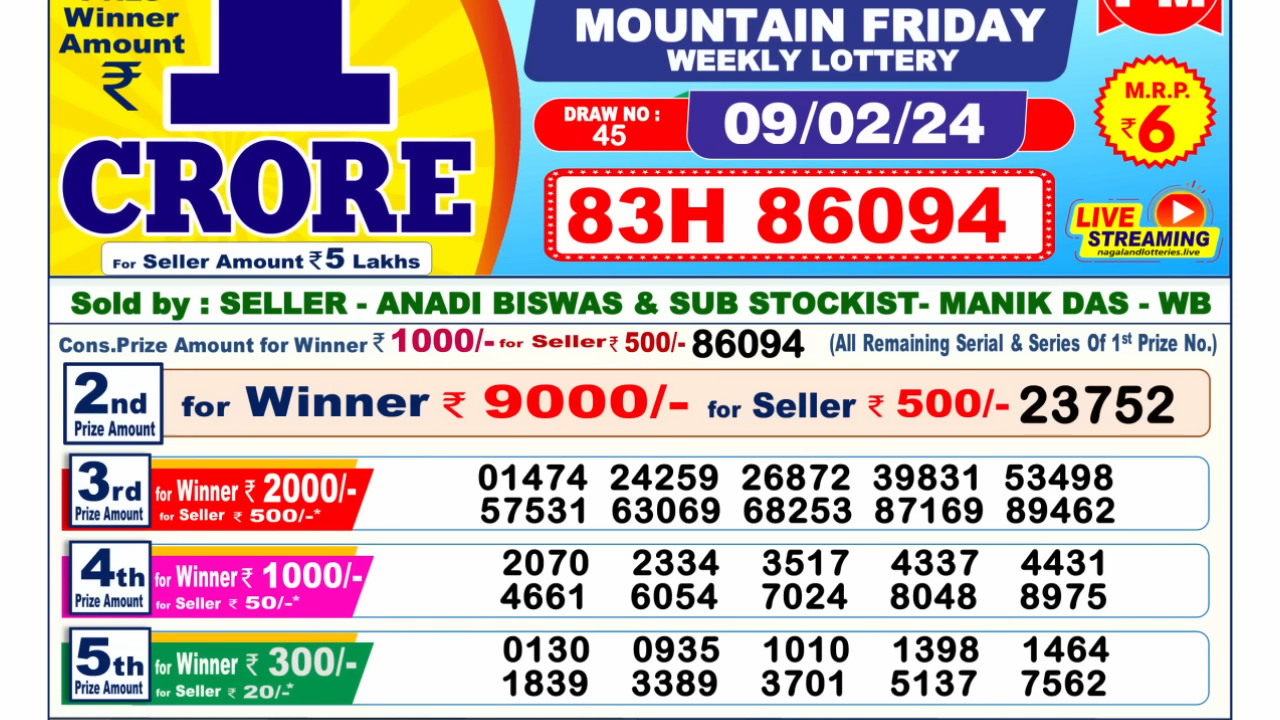 Winner
Amount
₹
1
CRORE
For Seller Amount ₹5 Lakhs
MOUNTAIN FRIDAY
WEEKLY LOTTERY
DRAW NO :
45
09/02/24
83H 86094
M.R.P.
₹6
LIVE
STREAMING
nagalandlotteries.live
Sold by : SELLER - ANADI BISWAS & SUB STOCKIST- MANIK DAS - WB
Cons.Prize Amount for Winner ₹ 1000/- for Seller ₹ 500/- 86094 (All Remaining Serial & Series Of 1st Prize No.)
2nd
Prize Amount
for Winner ₹ 9000/- for Seller ₹ 500/- 23752
3rd
Prize Amount
for Winner ₹ 2000/-
for Seller ₹ 500/-*
01474 24259 26872 39831 53498
57531 63069 68253 87169 89462
4th
Prize Amount
for Winner ₹ 1000/-
for Seller ₹ 50/-*
2070 2334 3517 4337 4431
4661 6054 7024 8048 8975
5th
Prize Amount
for Winner ₹ 300/-
for Seller ₹ 20/-*
0130 0935 1010 1398 1464
1839 3389 3701 5137 7562